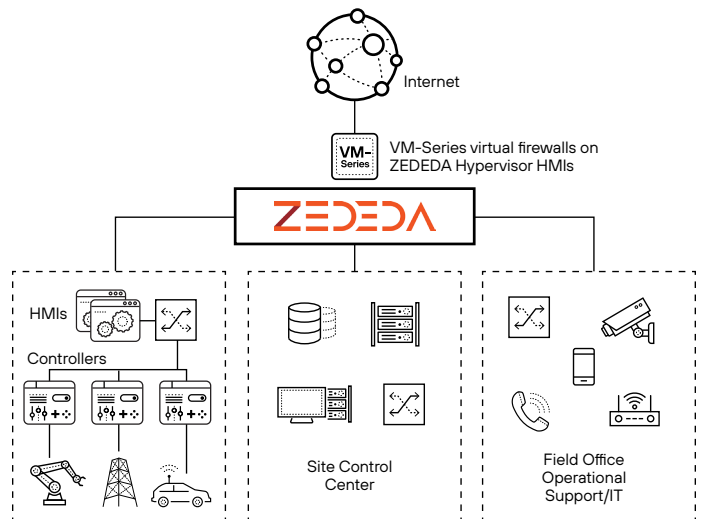 Internet
VM-
Series
VM-Series virtual firewalls on
ZEDEDA Hypervisor HMIs
ZEDEDA
HMIs
Controllers
Site Control
Center
Field Office
Operational
Support/IT